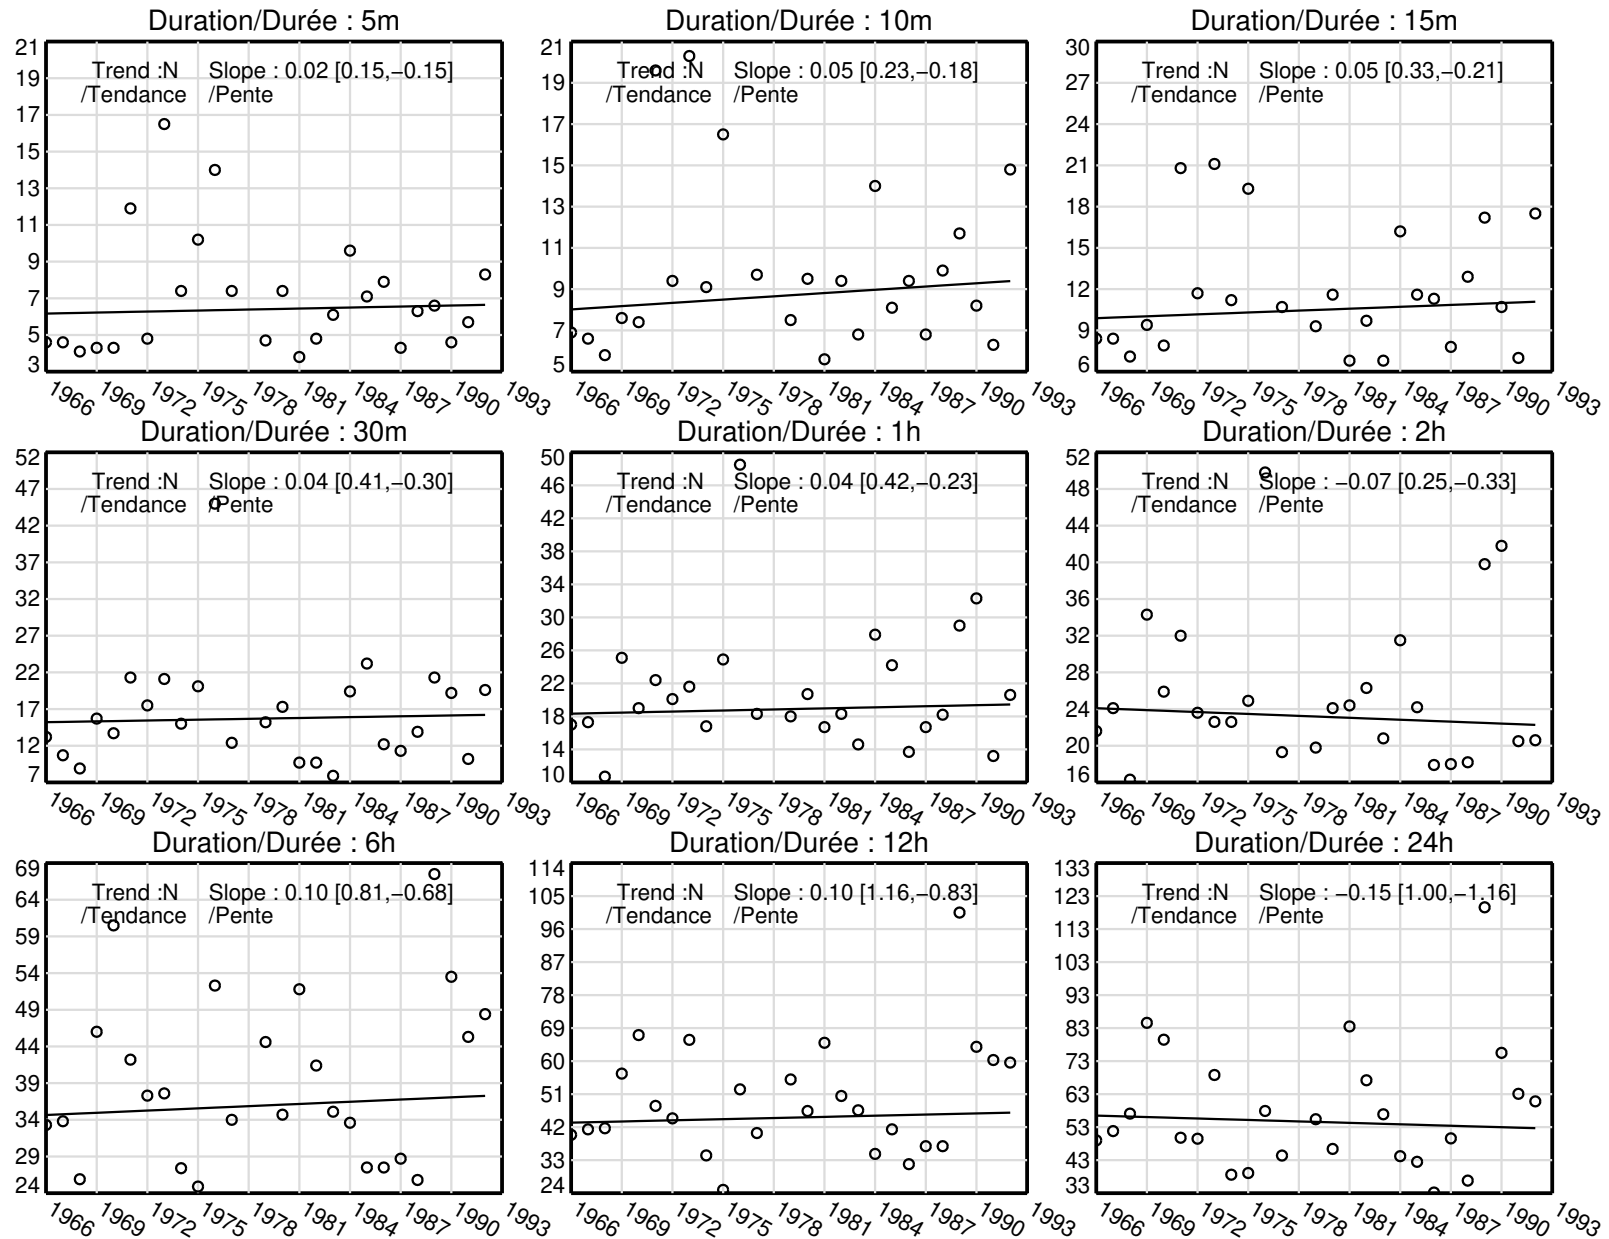 Duration/Durée : 5m
Trend :N Slope : 0.02 [0.15,−0.15]
/Tendance /Pente
21
19
17
15
13
11
9
7
5
3
1966 1969 1972 1975 1978 1981 1984 1987 1990 1993
Duration/Durée : 10m
Trend :N Slope : 0.05 [0.23,−0.18]
/Tendance /Pente
21
19
17
15
13
11
9
7
5
1966 1969 1972 1975 1978 1981 1984 1987 1990 1993
Duration/Durée : 15m
Trend :N Slope : 0.05 [0.33,−0.21]
/Tendance /Pente
30
27
24
21
18
15
12
9
6
1966 1969 1972 1975 1978 1981 1984 1987 1990 1993
Duration/Durée : 30m
Trend :N Slope : 0.04 [0.41,−0.30]
/Tendance /Pente
52
47
42
37
32
27
22
17
12
7
1966 1969 1972 1975 1978 1981 1984 1987 1990 1993
Duration/Durée : 1h
Trend :N Slope : 0.04 [0.42,−0.23]
/Tendance /Pente
50
46
42
38
34
30
26
22
18
14
10
1966 1969 1972 1975 1978 1981 1984 1987 1990 1993
Duration/Durée : 2h
Trend :N Slope : −0.07 [0.25,−0.33]
/Tendance /Pente
52
48
44
40
36
32
28
24
20
16
1966 1969 1972 1975 1978 1981 1984 1987 1990 1993
Duration/Durée : 6h
Trend :N Slope : 0.10 [0.81,−0.68]
/Tendance /Pente
69
64
59
54
49
44
39
34
29
24
1966 1969 1972 1975 1978 1981 1984 1987 1990 1993
Duration/Durée : 12h
Trend :N Slope : 0.10 [1.16,−0.83]
/Tendance /Pente
114
105
96
87
78
69
60
51
42
33
24
1966 1969 1972 1975 1978 1981 1984 1987 1990 1993
Duration/Durée : 24h
Trend :N Slope : −0.15 [1.00,−1.16]
/Tendance /Pente
133
123
113
103
93
83
73
63
53
43
33
1966 1969 1972 1975 1978 1981 1984 1987 1990 1993